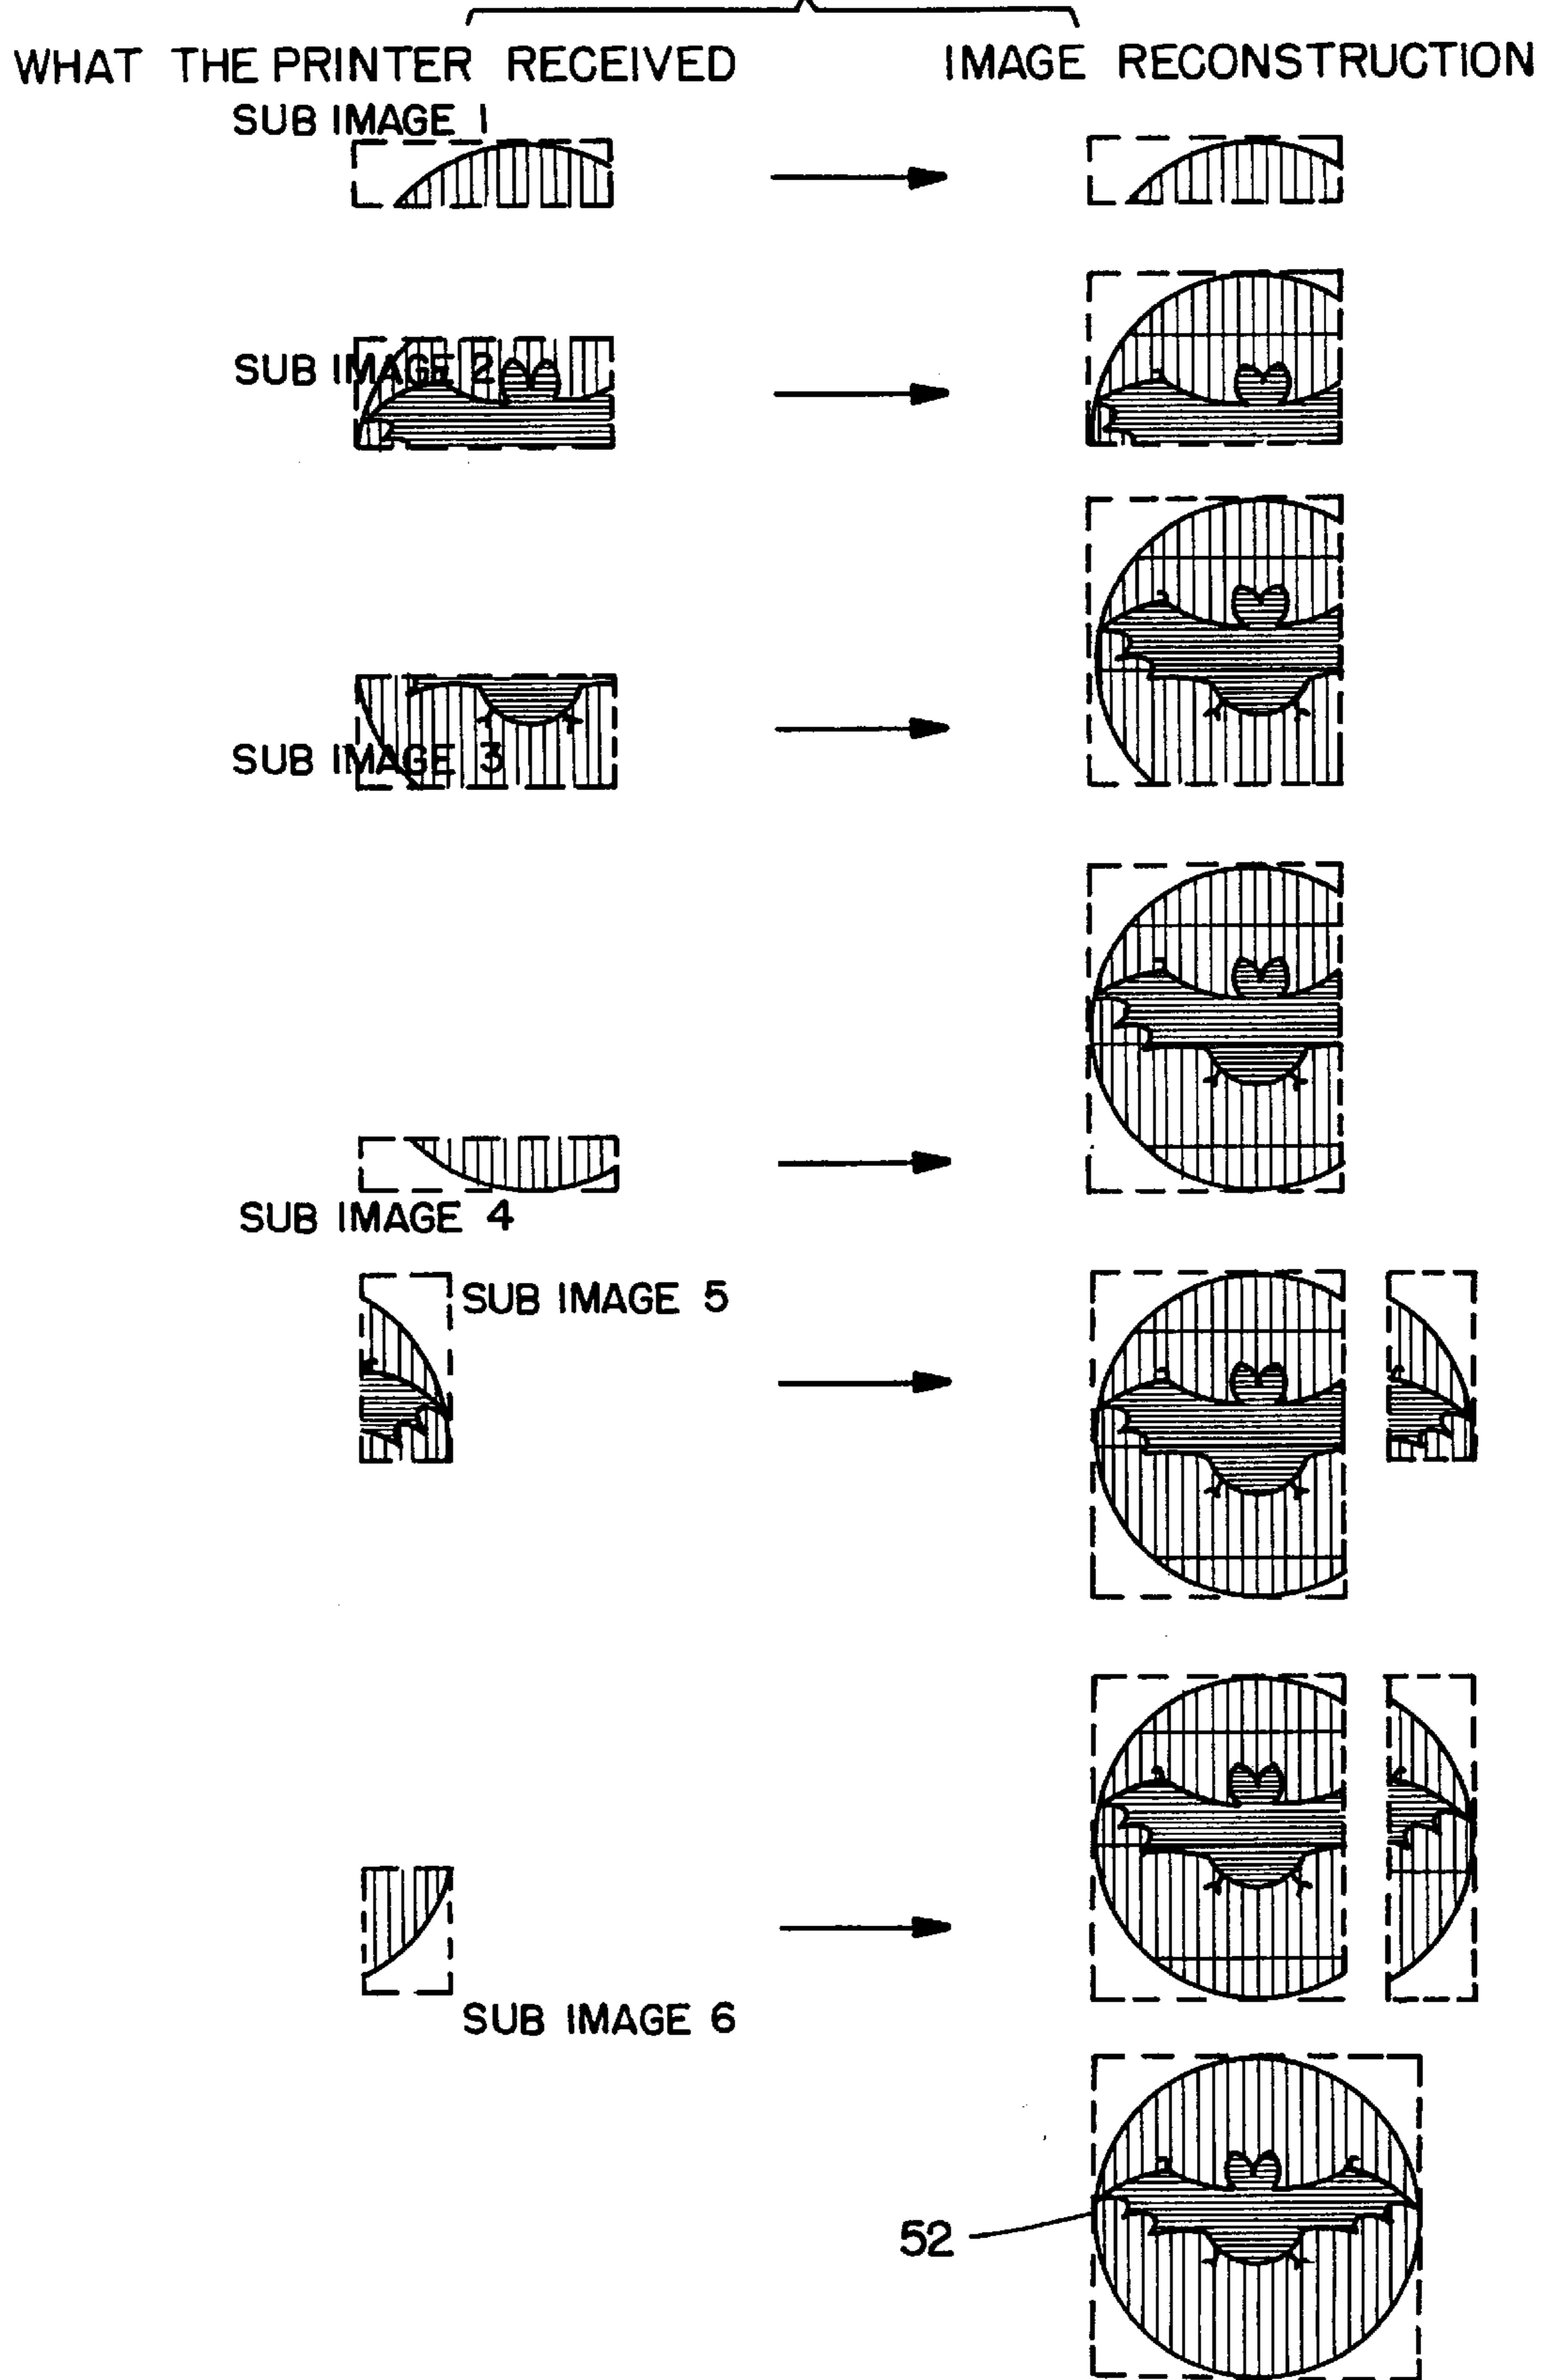 WHAT THE PRINTER RECEIVED
IMAGE RECONSTRUCTION
SUB IMAGE 1
SUB IMAGE 2
SUB IMAGE 3
SUB IMAGE 4
SUB IMAGE 5
SUB IMAGE 6
52